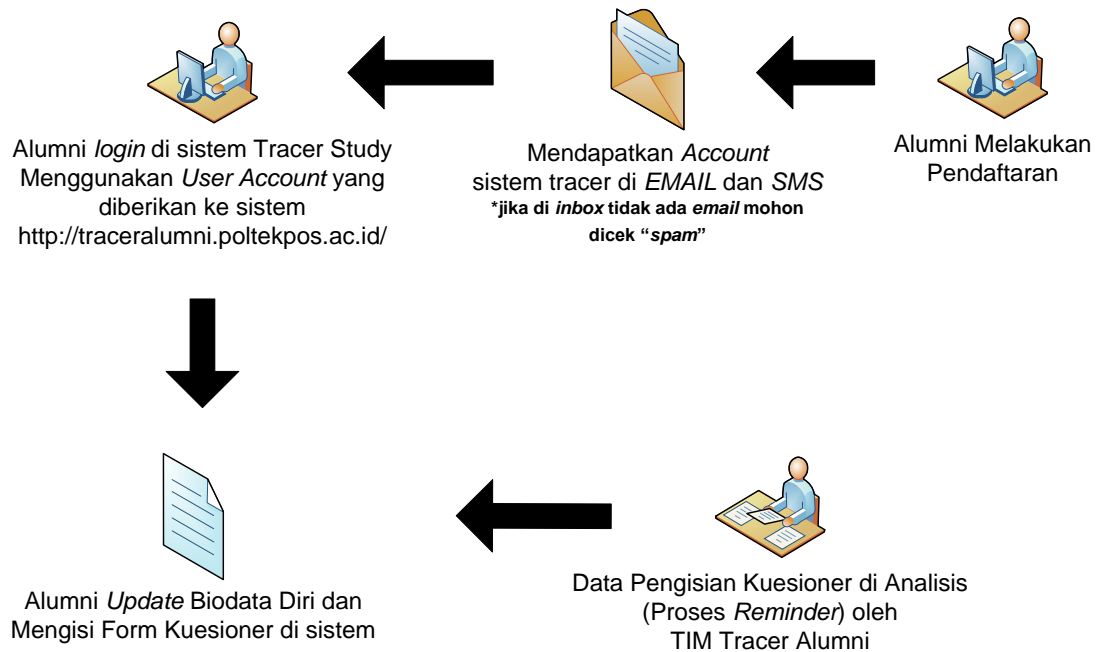 Alumni login di sistem Tracer Study
Menggunakan User Account yang
diberikan ke sistem
http://traceralumni.poltekpos.ac.id/
Mendapatkan Account
sistem tracer di EMAIL dan SMS
*jika di inbox tidak ada email mohon
dicek “spam”
Alumni Melakukan
Pendaftaran
Alumni Update Biodata Diri dan
Mengisi Form Kuesioner di sistem
Data Pengisian Kuesioner di Analisis
(Proses Reminder) oleh
TIM Tracer Alumni